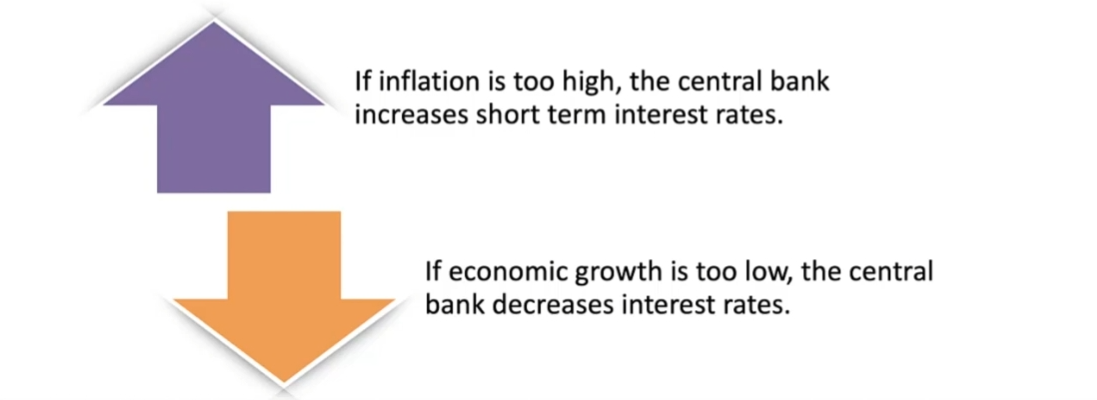 If inflation is too high, the central bank
increases short term interest rates.
If economic growth is too low, the central
bank decreases interest rates.